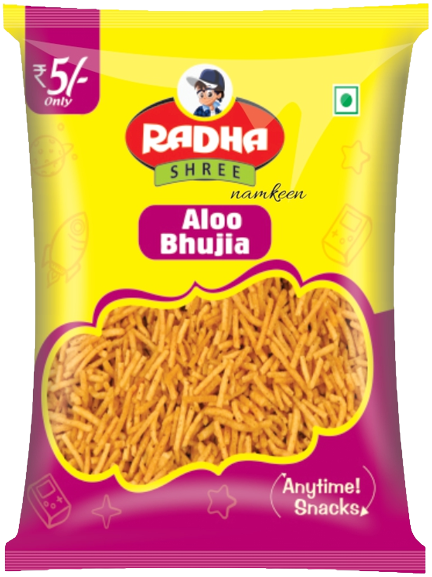 ₹5/-
Only
RADHA
SHREE
namkeen
Aloo
Bhujia
Anytime!
Snacks